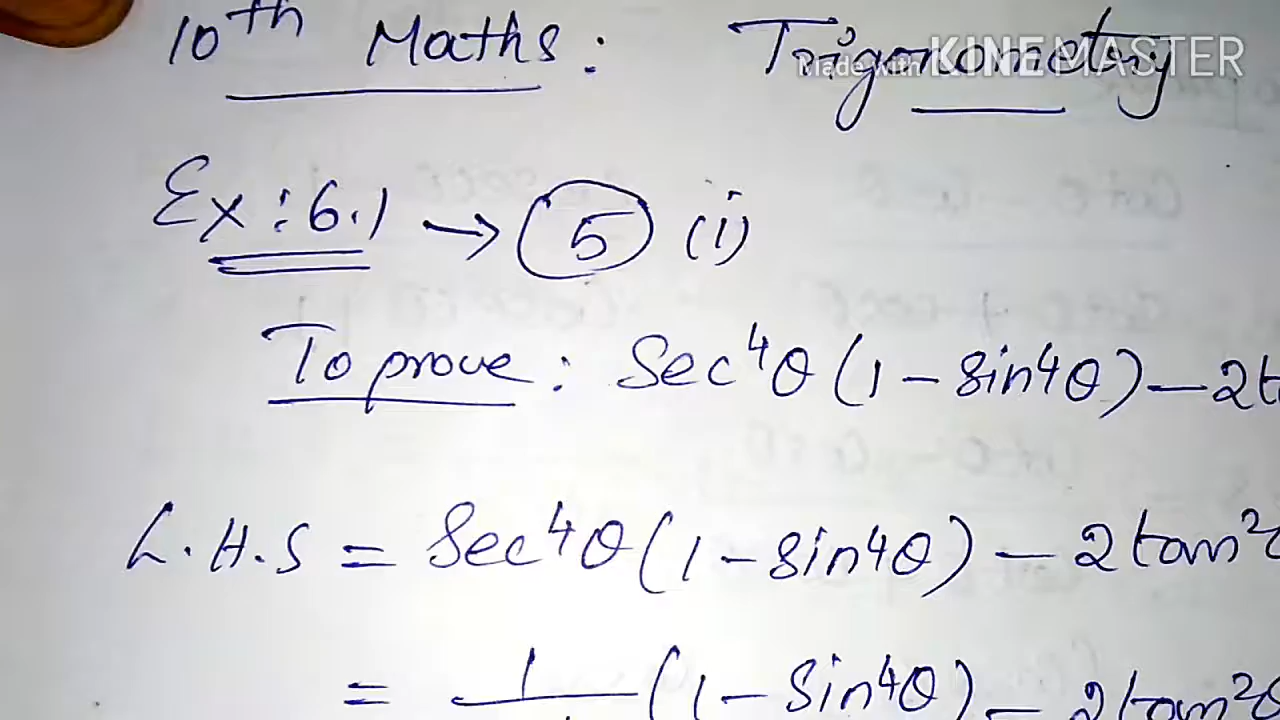 10th Maths: Trigonometry
Made with KINEMASTER
Ex: 6.1 → 5 (i)
To prove: Sec⁴θ (1 – sin⁴θ) – 2t
L.H.S = Sec⁴θ (1 – sin⁴θ) – 2tan²
= 1 (1 – sin⁴θ) – 2tan²θ